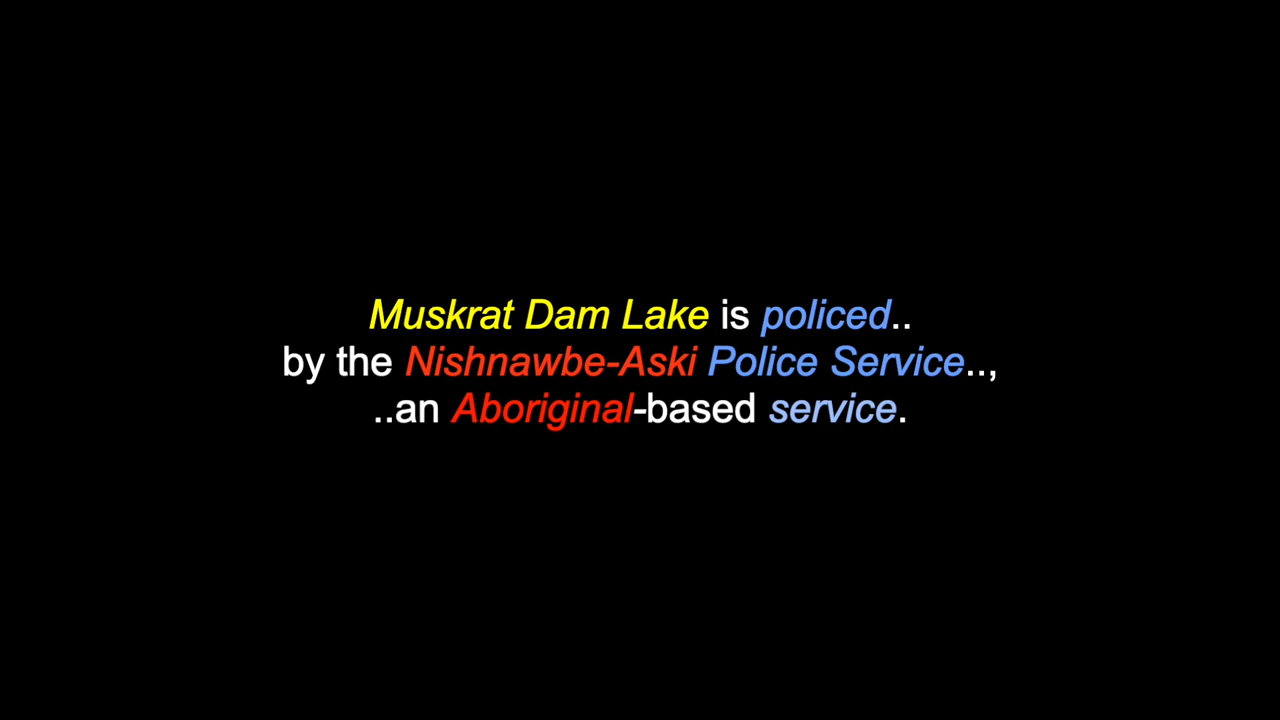 Muskrat Dam Lake is policed..
by the Nishnawbe-Aski Police Service..,
..an Aboriginal-based service.